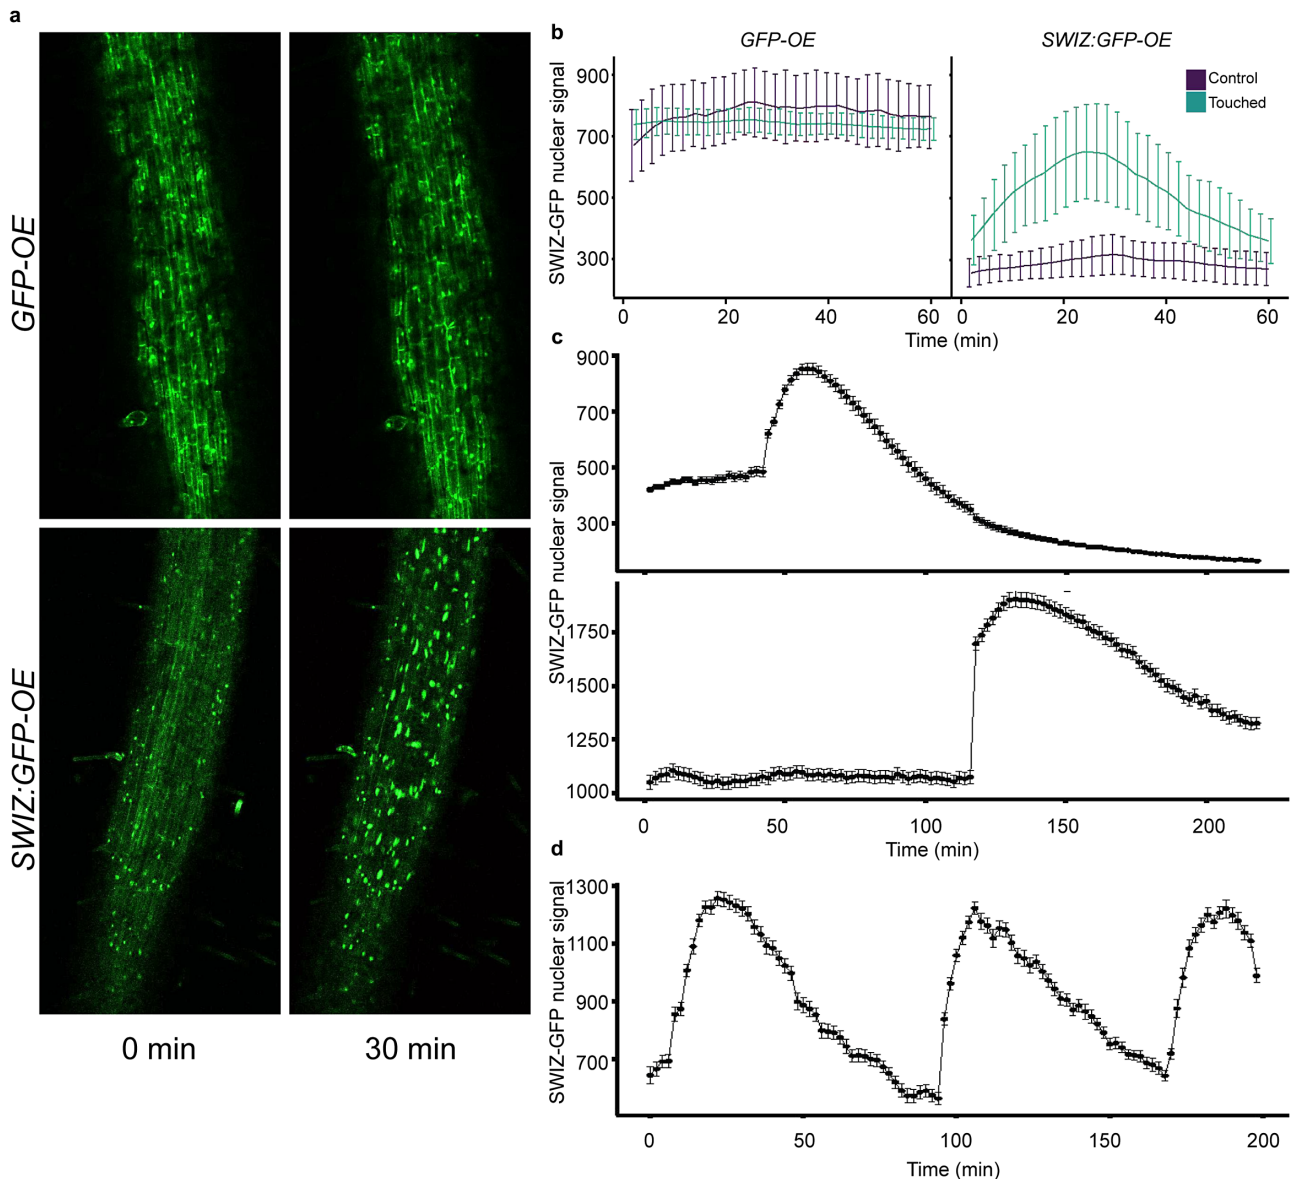 a
GFP-OE
SWIZ:GFP-OE
0 min
30 min
b
GFP-OE
SWIZ:GFP-OE
SWIZ-GFP nuclear signal
900
700
500
300
Control
Touched
0
20
40
60
0
20
40
60
Time (min)
c
SWIZ-GFP nuclear signal
900
700
500
300
1750
1500
1250
1000
0
50
100
150
200
Time (min)
d
SWIZ-GFP nuclear signal
1300
1100
900
700
0
50
100
150
200
Time (min)